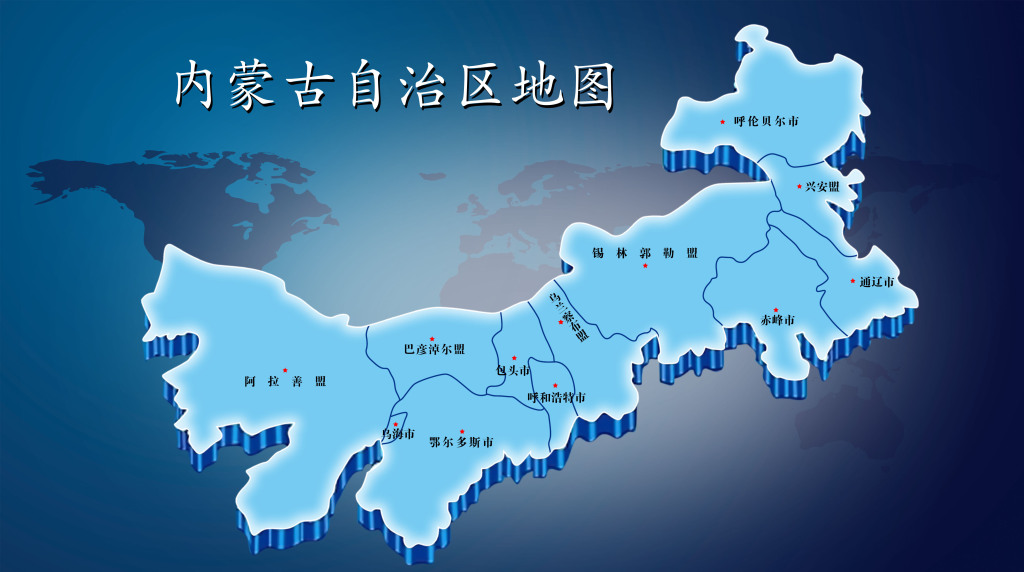 内蒙古自治区地图
呼伦贝尔市
兴安盟
锡林郭勒盟
通辽市
乌兰察布盟
赤峰市
巴彦淖尔盟
包头市
阿拉善盟
呼和浩特市
乌海市
鄂尔多斯市